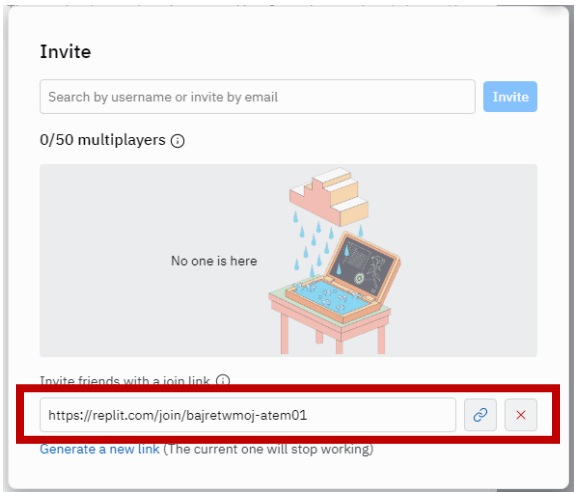 Invite
Search by username or invite by email
Invite
0/50 multiplayers
No one is here
Invite friends with a join link
https://replit.com/join/bajretwmoj-atem01
Generate a new link (The current one will stop working)